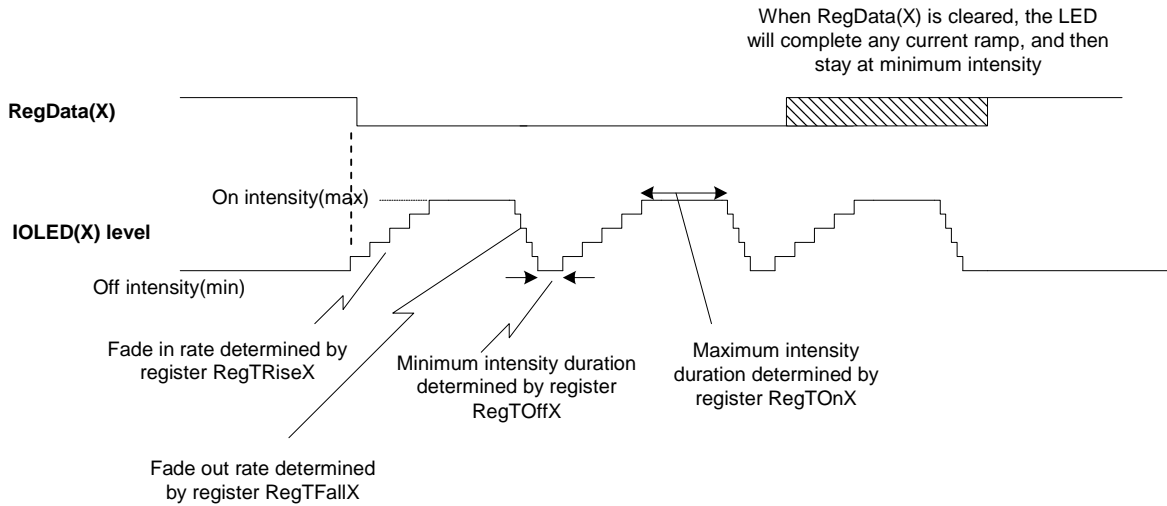 When RegData(X) is cleared, the LED
will complete any current ramp, and then
stay at minimum intensity
RegData(X)
On intensity(max)
IOLED(X) level
Off intensity(min)
Fade in rate determined by
register RegTRiseX
Minimum intensity duration
determined by register
RegTOffX
Maximum intensity
duration determined by
register RegTOnX
Fade out rate determined
by register RegTFallX